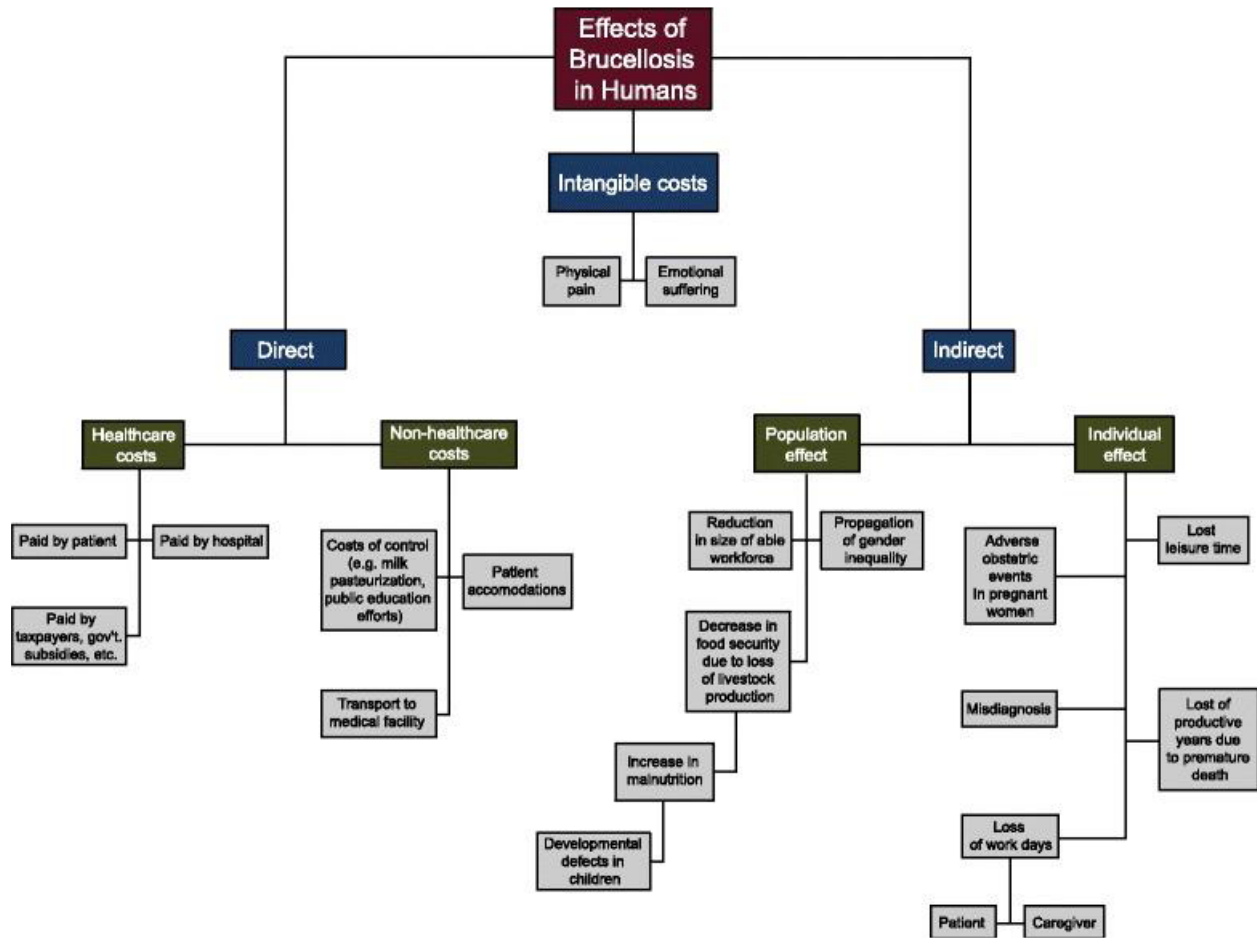 Effects of
Brucellosis
in Humans
Intangible costs
Physical
pain
Emotional
suffering
Direct
Indirect
Healthcare
costs
Non-healthcare
costs
Population
effect
Individual
effect
Paid by patient
Paid by hospital
Paid by
taxpayers, gov't.
subsidies, etc.
Costs of control
(e.g. milk
pasteurization,
public education
efforts)
Patient
accomodations
Transport to
medical facility
Reduction
in size of able
workforce
Propagation
of gender
inequality
Decrease in
food security
due to loss
of livestock
production
Increase in
malnutrition
Developmental
defects in
children
Adverse
obstetric
events
in pregnant
women
Lost
leisure time
Misdiagnosis
Lost of
productive
years due
to premature
death
Loss
of work days
Patient
Caregiver